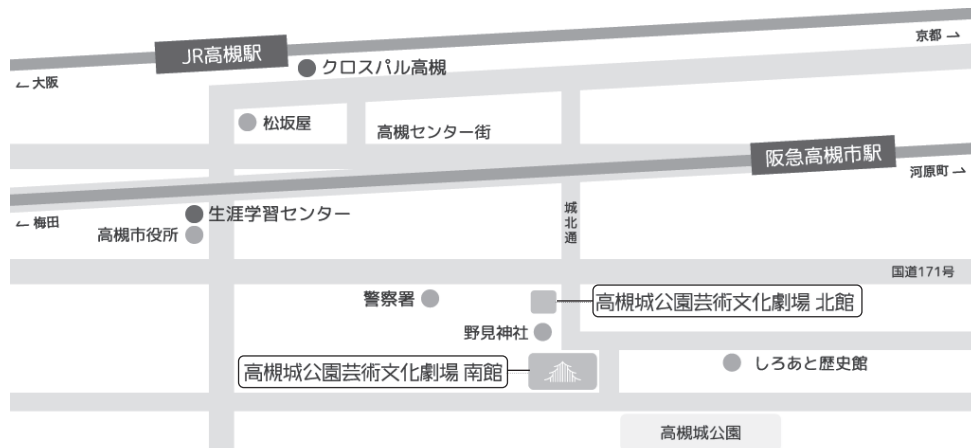 JR高槻駅
京都→
←大阪
クロスパル高槻
松坂屋
高槻センター街
阪急高槻市駅
河原町→
←梅田
生涯学習センター
城北通
高槻市役所
国道171号
警察署
高槻城公園芸術文化劇場 北館
野見神社
高槻城公園芸術文化劇場 南館
しろあと歴史館
高槻城公園